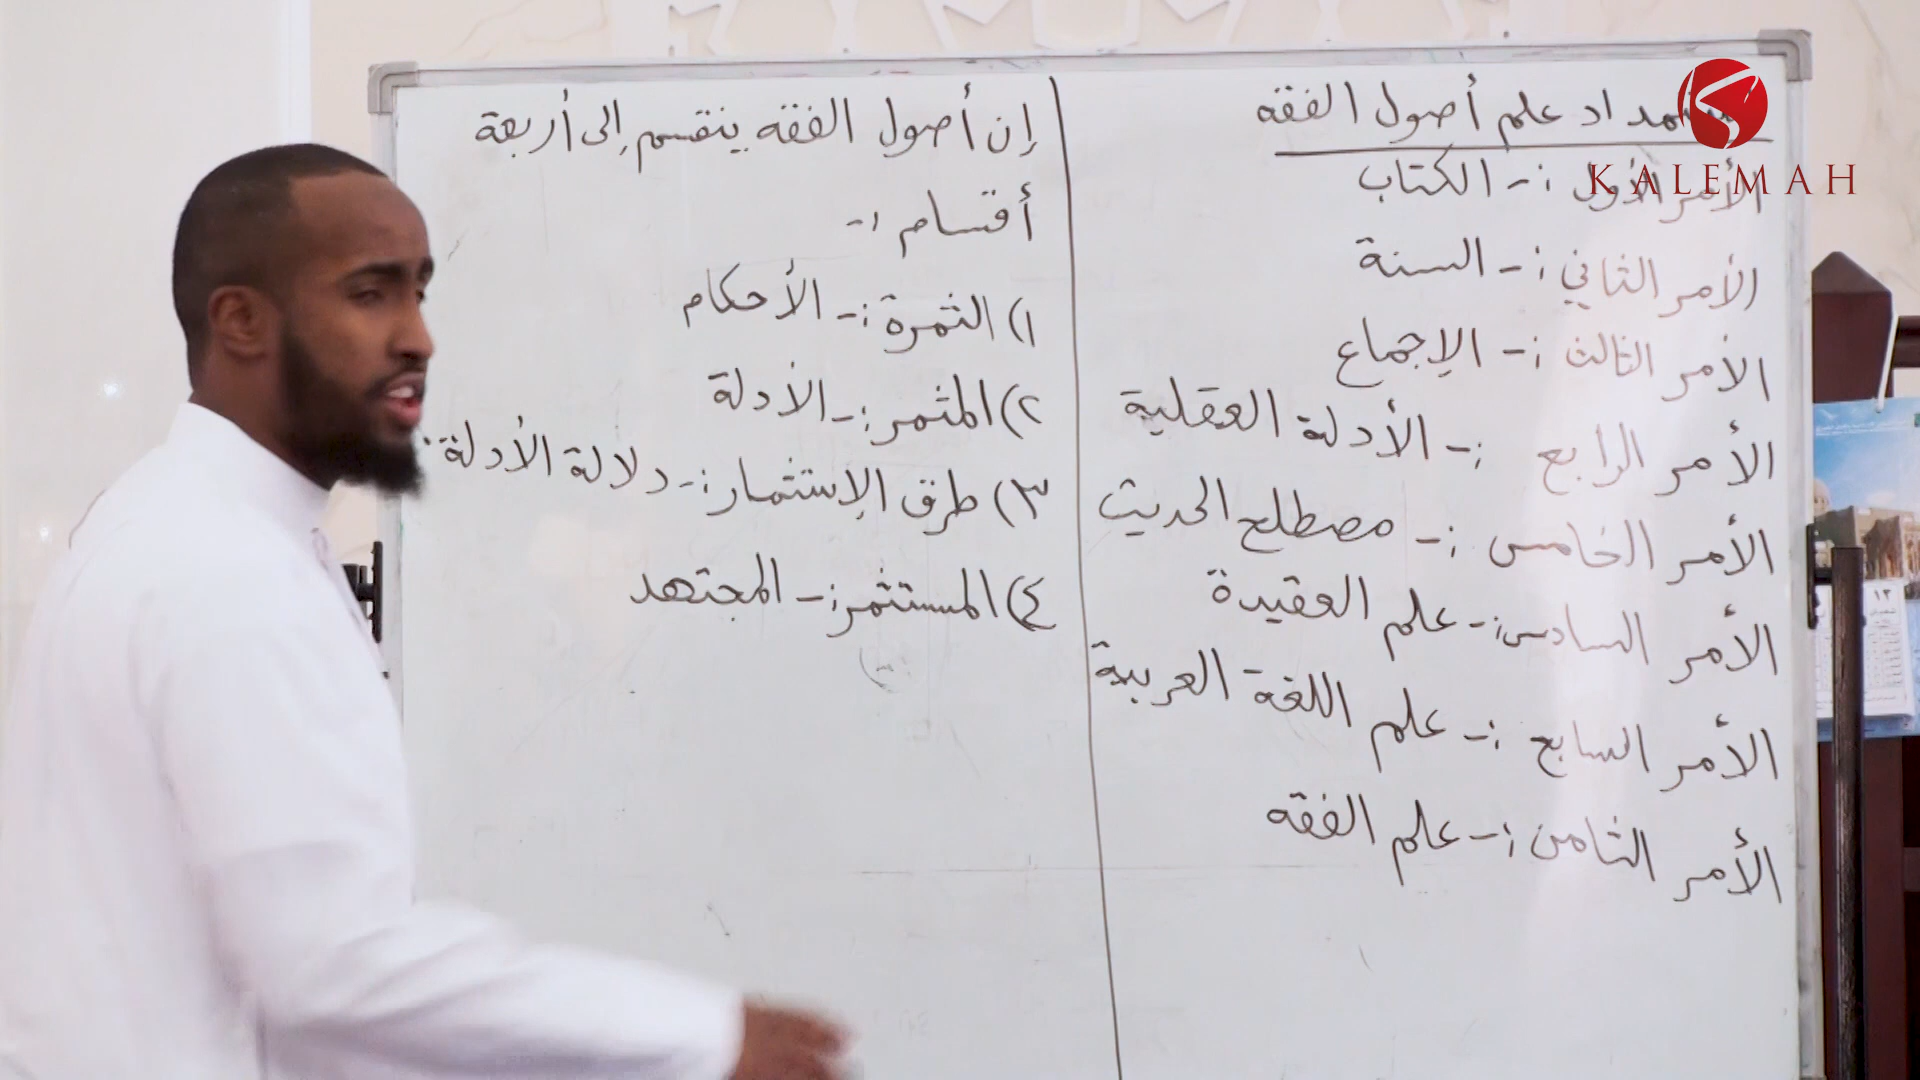 علم أصول الفقه
الأمر الأول :- الكتاب
الأمر الثاني :- السنة
الأمر الثالث :- الإجماع
الأمر الرابع :- الأدلة العقلية
الأمر الخامس :- مصطلح الحديث
الأمر السادس :- علم العقيدة
الأمر السابع :- علم اللغة العربية
الأمر الثامن :- علم الفقه
إن أصول الفقه ينقسم إلى أربعة
أقسام :-
١) الثمرة :- الأحكام
٢) المثمر :- الأدلة
٣) طرق الإستثمار :- دلالة الأدلة
٤) المستثمر :- المجتهد
KALEMAH
١٣